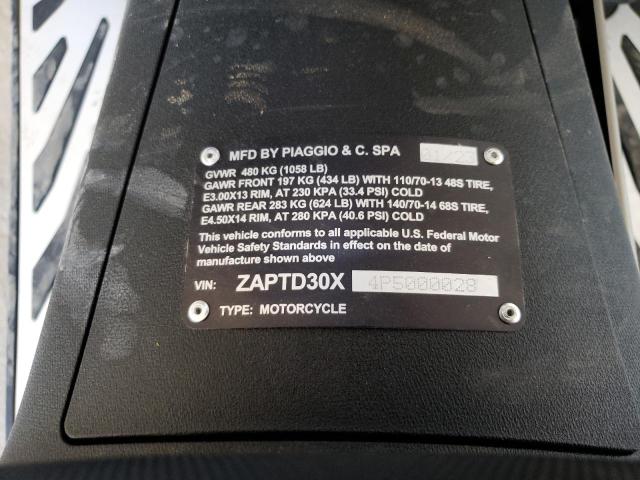 MFD BY PIAGGIO & C. SPA 01/23
GVWR 480 KG (1058 LB)
GAWR FRONT 197 KG (434 LB) WITH 110/70-13 48S TIRE,
E3.00X13 RIM, AT 230 KPA (33.4 PSI) COLD
GAWR REAR 283 KG (624 LB) WITH 140/70-14 68S TIRE,
E4.50X14 RIM, AT 280 KPA (40.6 PSI) COLD
This vehicle conforms to all applicable U.S. Federal Motor
Vehicle Safety Standards in effect on the date of
manufacture shown above
VIN: ZAPTD30X 4P5000028
TYPE: MOTORCYCLE